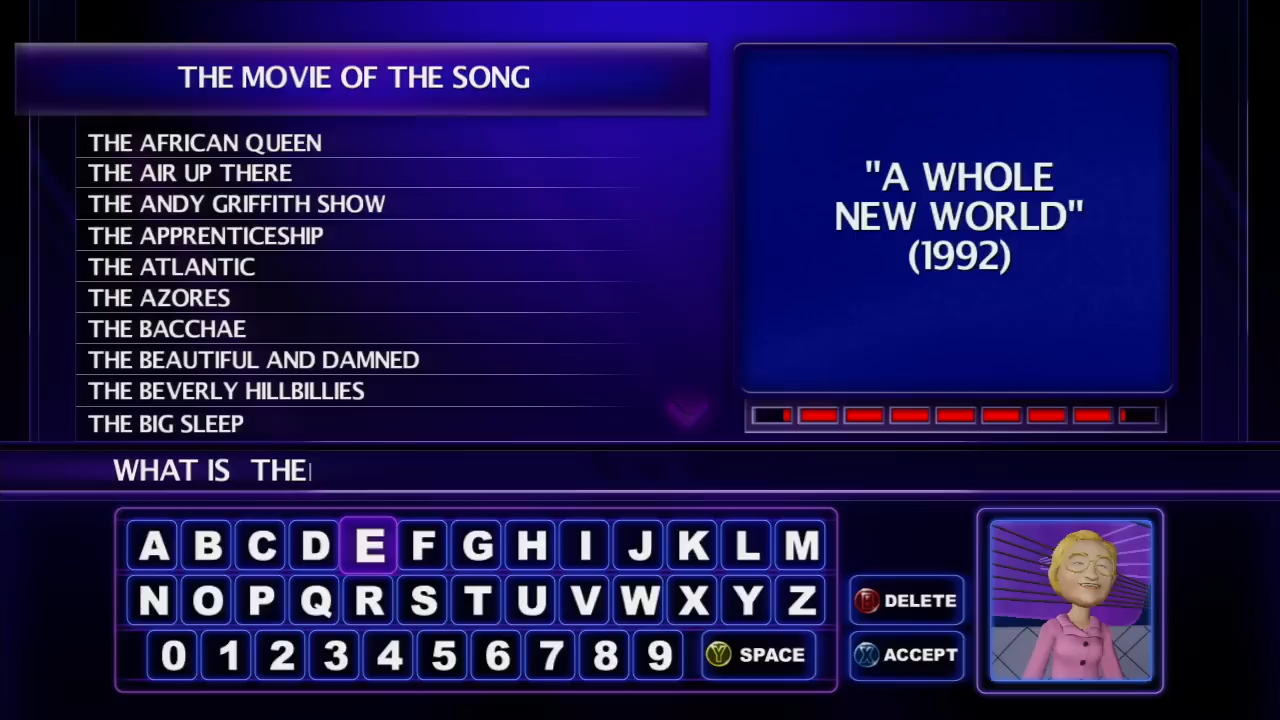 THE MOVIE OF THE SONG
THE AFRICAN QUEEN
THE AIR UP THERE
THE ANDY GRIFFITH SHOW
THE APPRENTICESHIP
THE ATLANTIC
THE AZORES
THE BACCHAE
THE BEAUTIFUL AND DAMNED
THE BEVERLY HILLBILLIES
THE BIG SLEEP
"A WHOLE
NEW WORLD"
(1992)
WHAT IS THE
A B C D E F G H I J K L M
N O P Q R S T U V W X Y Z
0 1 2 3 4 5 6 7 8 9 Y SPACE
B DELETE
X ACCEPT